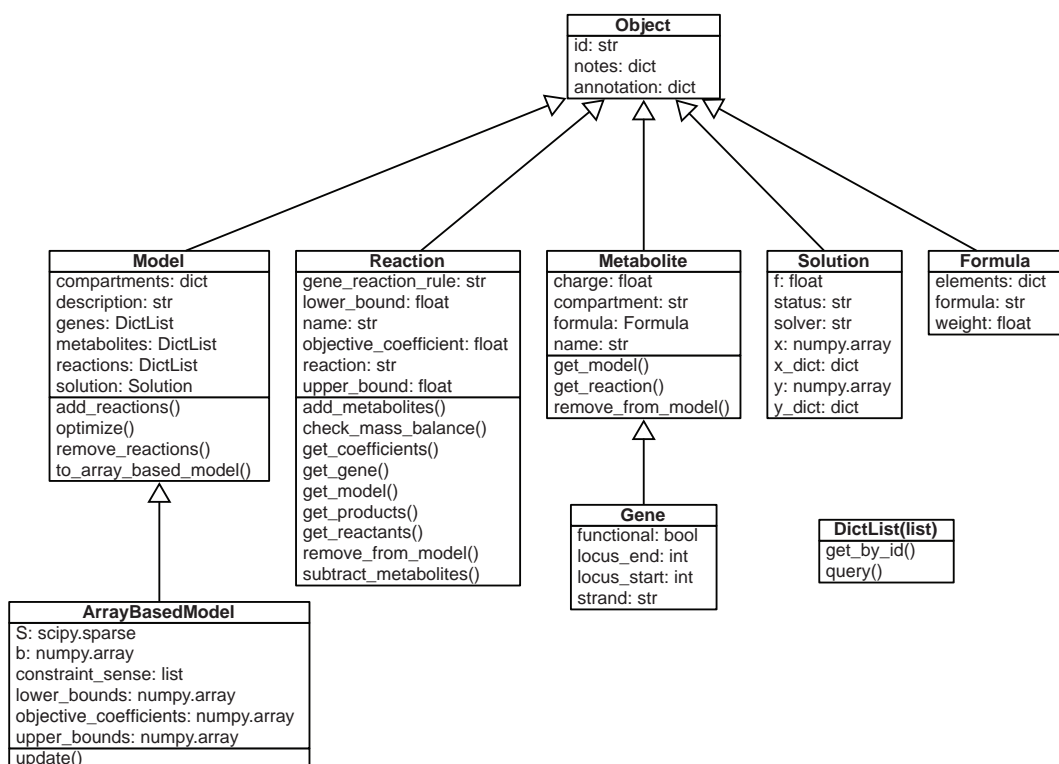 Object
id: str
notes: dict
annotation: dict
Model
compartments: dict
description: str
genes: DictList
metabolites: DictList
reactions: DictList
solution: Solution
add_reactions()
optimize()
remove_reactions()
to_array_based_model()
Reaction
gene_reaction_rule: str
lower_bound: float
name: str
objective_coefficient: float
reaction: str
upper_bound: float
add_metabolites()
check_mass_balance()
get_coefficients()
get_gene()
get_model()
get_products()
get_reactants()
remove_from_model()
subtract_metabolites()
Metabolite
charge: float
compartment: str
formula: Formula
name: str
get_model()
get_reaction()
remove_from_model()
Solution
f: float
status: str
solver: str
x: numpy.array
x_dict: dict
y: numpy.array
y_dict: dict
Formula
elements: dict
formula: str
weight: float
Gene
functional: bool
locus_end: int
locus_start: int
strand: str
DictList(list)
get_by_id()
query()
ArrayBasedModel
S: scipy.sparse
b: numpy.array
constraint_sense: list
lower_bounds: numpy.array
objective_coefficients: numpy.array
upper_bounds: numpy.array
update()